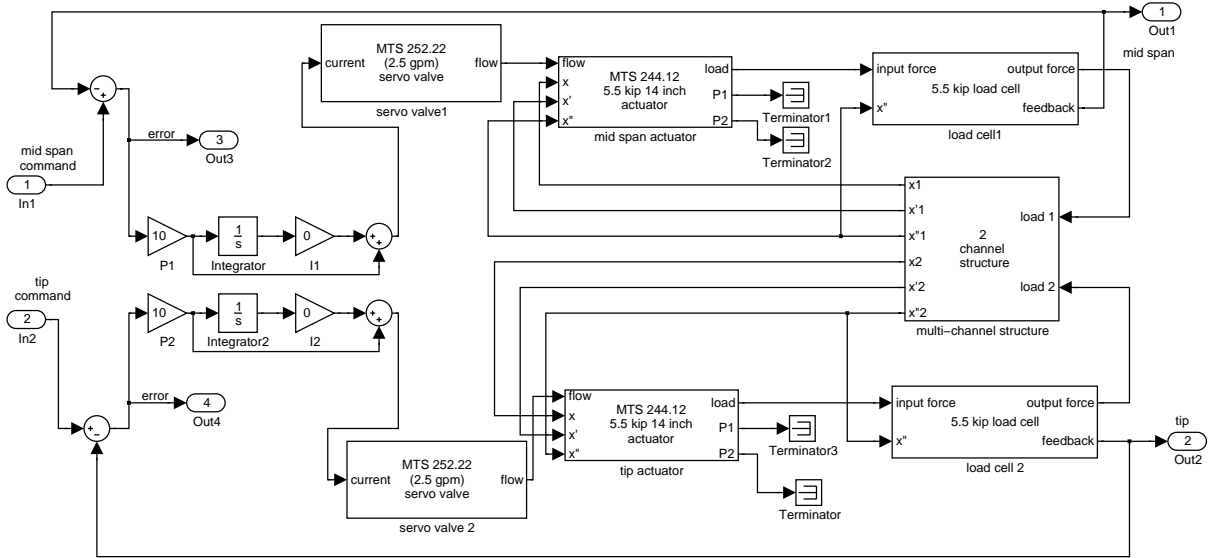 1
Out1
mid span
MTS 252.22
(2.5 gpm)
servo valve
current
flow
servo valve1
flow
x
x'
x"
MTS 244.12
5.5 kip 14 inch
actuator
load
P1
P2
mid span actuator
Terminator1
Terminator2
input force
x"
5.5 kip load cell
output force
feedback
load cell1
−
+
error
3
Out3
mid span
command
1
In1
10
P1
1
s
Integrator
0
I1
+
+
x1
x'1
x"1
x2
x'2
x"2
2
channel
structure
load 1
load 2
multi−channel structure
tip
command
2
In2
10
P2
1
s
Integrator2
0
I2
+
+
error
4
Out4
+
−
MTS 252.22
(2.5 gpm)
servo valve
current
flow
servo valve 2
flow
x
x'
x"
MTS 244.12
5.5 kip 14 inch
actuator
load
P1
P2
tip actuator
Terminator3
Terminator
input force
x"
5.5 kip load cell
output force
feedback
load cell 2
tip
2
Out2